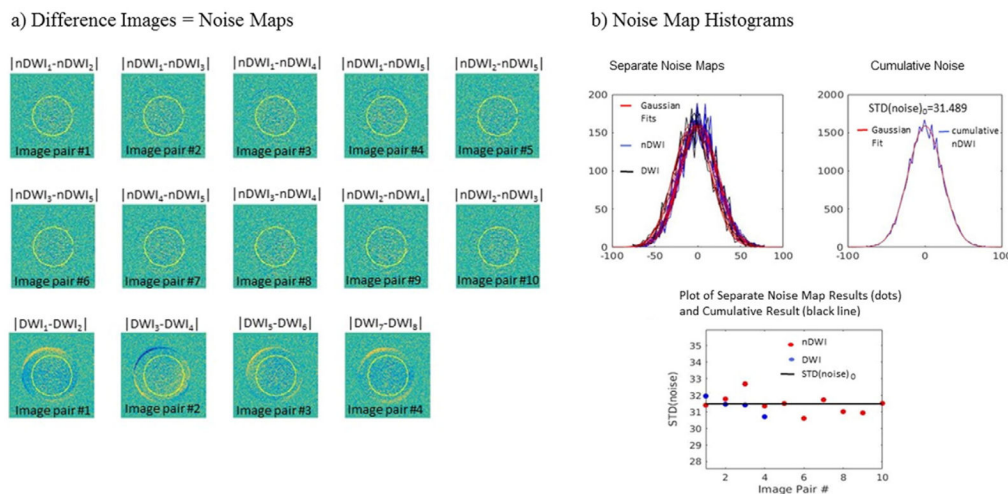 a) Difference Images = Noise Maps
|nDWI₁-nDWI₂| |nDWI₁-nDWI₃| |nDWI₁-nDWI₄| |nDWI₁-nDWI₅| |nDWI₂-nDWI₅|
Image pair #1 Image pair #2 Image pair #3 Image pair #4 Image pair #5
|nDWI₃-nDWI₅| |nDWI₄-nDWI₅| |nDWI₃-nDWI₄| |nDWI₂-nDWI₄| |nDWI₂-nDWI₃|
Image pair #6 Image pair #7 Image pair #8 Image pair #9 Image pair #10
|DWI₁-DWI₂| |DWI₃-DWI₄| |DWI₅-DWI₆| |DWI₇-DWI₈|
Image pair #1 Image pair #2 Image pair #3 Image pair #4
b) Noise Map Histograms
Separate Noise Maps
200
150
100
50
0
-100 -50 0 50 100
Gaussian
Fits
nDWI
DWI
Cumulative Noise
2000
1500
1000
500
0
-100 0 100
STD(noise)₀=31.489
Gaussian
Fit
cumulative
nDWI
Plot of Separate Noise Map Results (dots)
and Cumulative Result (black line)
STD(noise)
35
34
33
32
31
30
29
28
2 4 6 8 10
Image Pair #
nDWI
DWI
STD(noise)₀